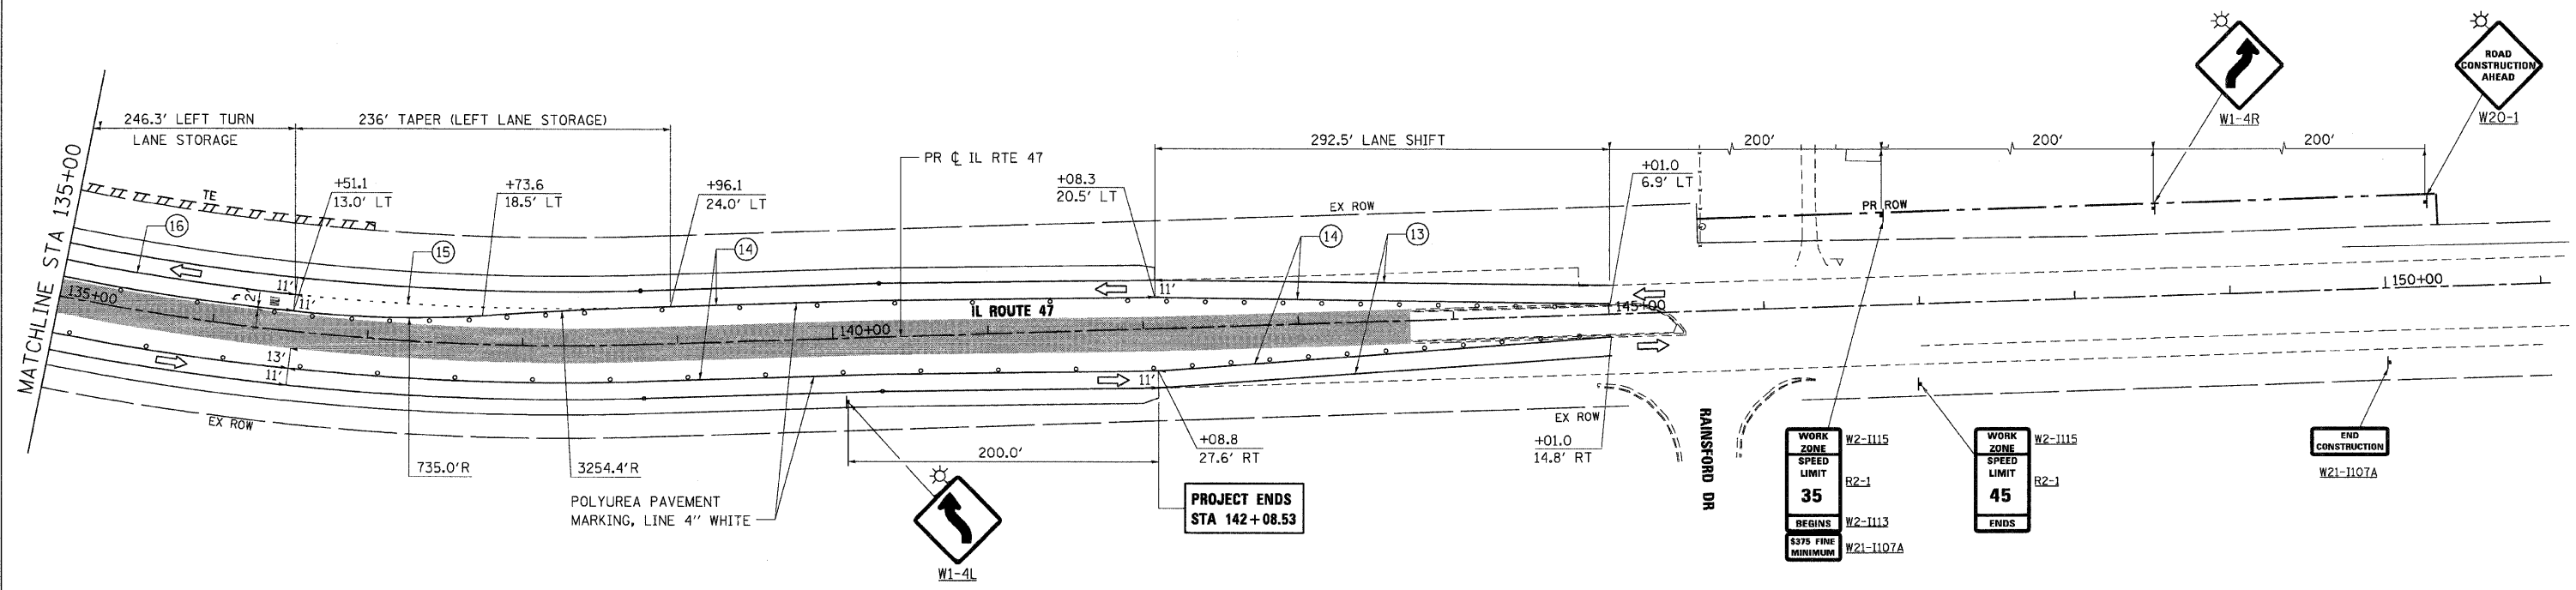 MATCHLINE STA 135+00
246.3' LEFT TURN
LANE STORAGE
236' TAPER (LEFT LANE STORAGE)
TE
+51.1
13.0' LT
+73.6
18.5' LT
+96.1
24.0' LT
PR ℄ IL RTE 47
+08.3
20.5' LT
292.5' LANE SHIFT
+01.0
6.9' LT
200'
200'
200'
W1-4R
ROAD
CONSTRUCTION
AHEAD
W20-1
EX ROW
PR ROW
16
15
14
14
13
135+00
11'
2'
11'
11'
IL ROUTE 47
140+00
145+00
150+00
13'
11'
11'
EX ROW
EX ROW
735.0'R
3254.4'R
POLYUREA PAVEMENT
MARKING, LINE 4" WHITE
200.0'
W1-4L
+08.8
27.6' RT
PROJECT ENDS
STA 142+08.53
+01.0
14.8' RT
RAINSFORD DR
WORK
ZONE
W2-I115
SPEED
LIMIT
35
R2-1
BEGINS
W2-I113
$375 FINE
MINIMUM
W21-I107A
WORK
ZONE
W2-I115
SPEED
LIMIT
45
R2-1
ENDS
END
CONSTRUCTION
W21-I107A